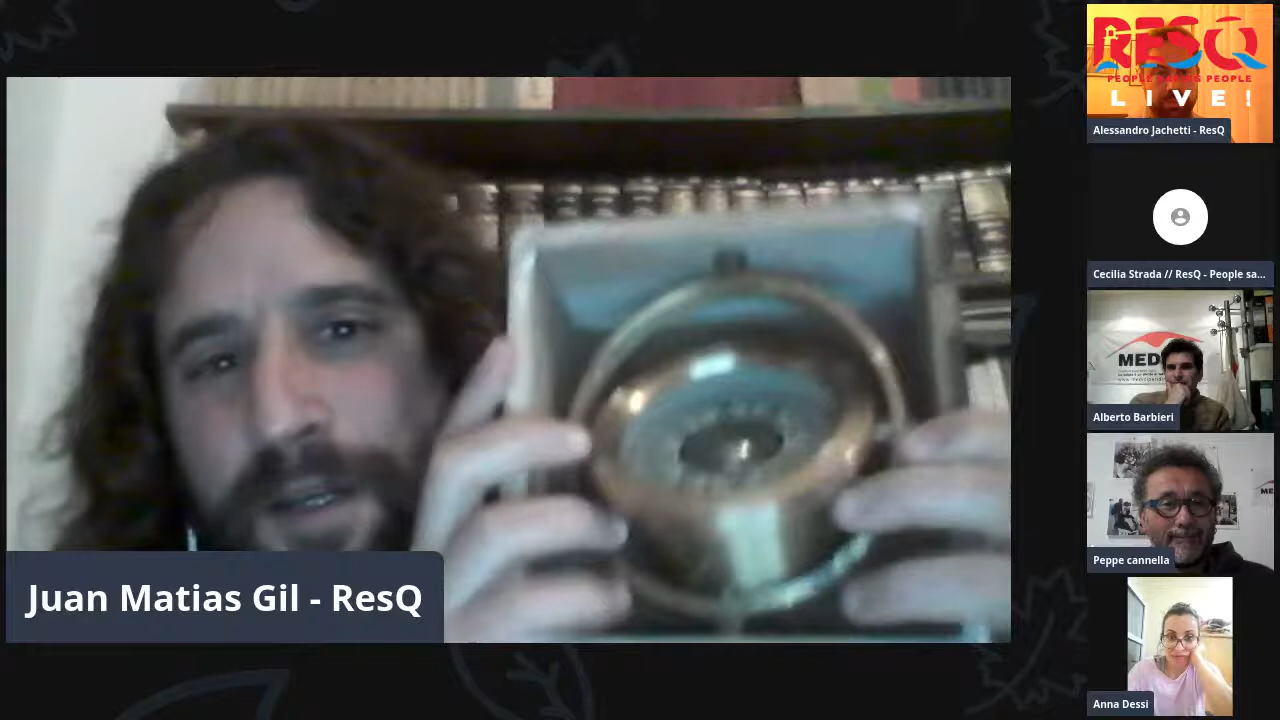 Juan Matias Gil - ResQ
RESQ
PEOPLE SAVING PEOPLE
LIVE!
Alessandro Jachetti - ResQ
Cecilia Strada // ResQ - People sa...
MED
Alberto Barbieri
Peppe cannella
Anna Dessi